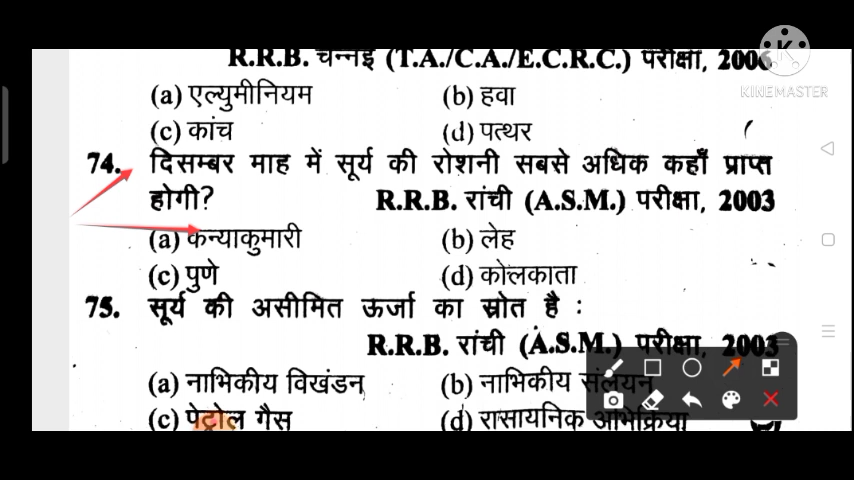 R.R.B. चेन्नई (T.A./C.A./E.C.R.C.) परीक्षा, 2006
KINEMASTER
(a) एल्युमीनियम (b) हवा
(c) कांच (d) पत्थर
74. दिसम्बर माह में सूर्य की रोशनी सबसे अधिक कहाँ प्राप्त
होगी? R.R.B. रांची (A.S.M.) परीक्षा, 2003
(a) कन्याकुमारी (b) लेह
(c) पुणे (d) कोलकाता
75. सूर्य की असीमित ऊर्जा का स्रोत है :
R.R.B. रांची (A.S.M.) परीक्षा, 2003
(a) नाभिकीय विखंडन (b) नाभिकीय संलयन
(c) पेट्रोल गैस (d) रासायनिक अभिक्रिया